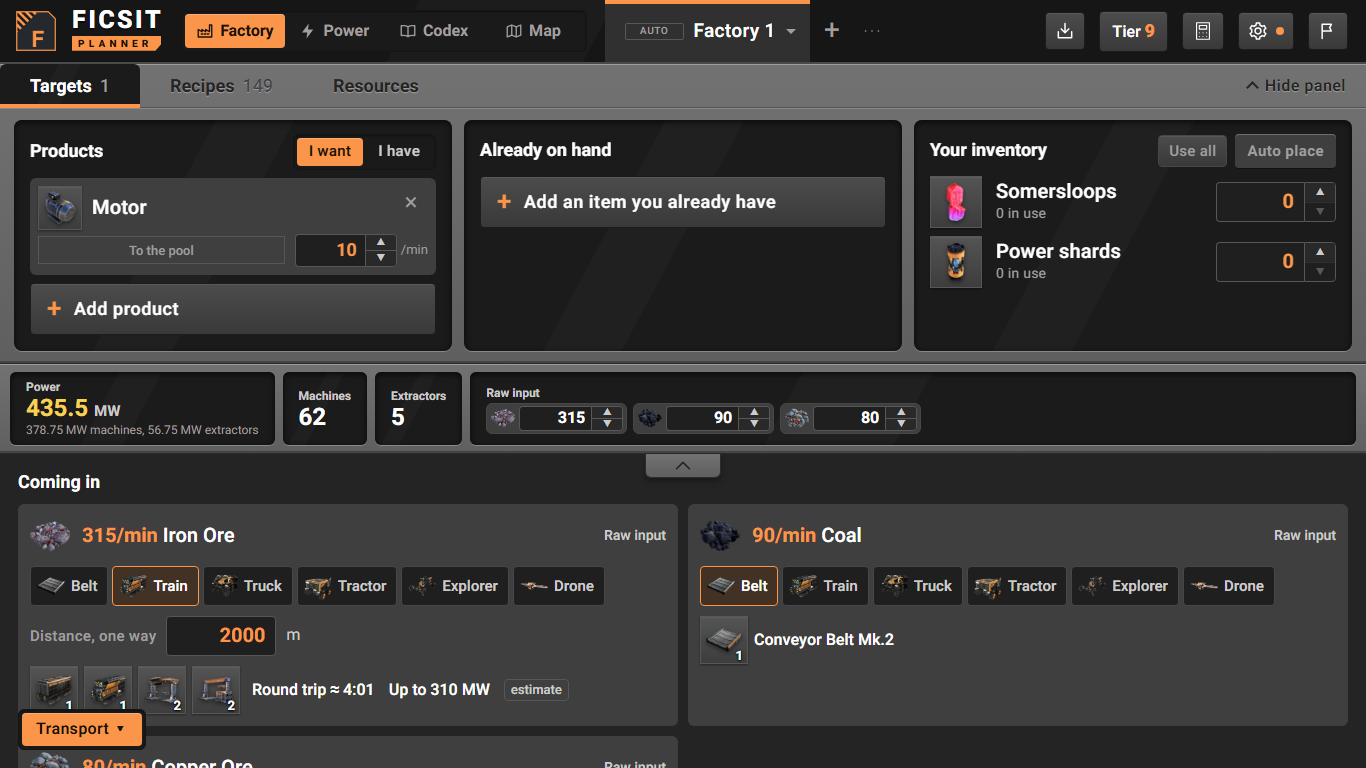 FICSIT
PLANNER
F
Factory
Power
Codex
Map
AUTO
Factory 1
+
...
Tier 9
Targets 1
Recipes 149
Resources
Hide panel
Products
I want
I have
Motor
To the pool
10
/min
+ Add product
Already on hand
+ Add an item you already have
Your inventory
Use all
Auto place
Somersloops
0 in use
0
Power shards
0 in use
0
Power
435.5 MW
378.75 MW machines, 56.75 MW extractors
Machines
62
Extractors
5
Raw input
315
90
80
Coming in
315/min Iron Ore
Raw input
Belt
Train
Truck
Tractor
Explorer
Drone
Distance, one way
2000
m
1
1
2
2
Round trip ≈ 4:01
Up to 310 MW
estimate
90/min Coal
Raw input
Belt
Train
Truck
Tractor
Explorer
Drone
1
Conveyor Belt Mk.2
Transport
80/min Copper Ore
Raw input